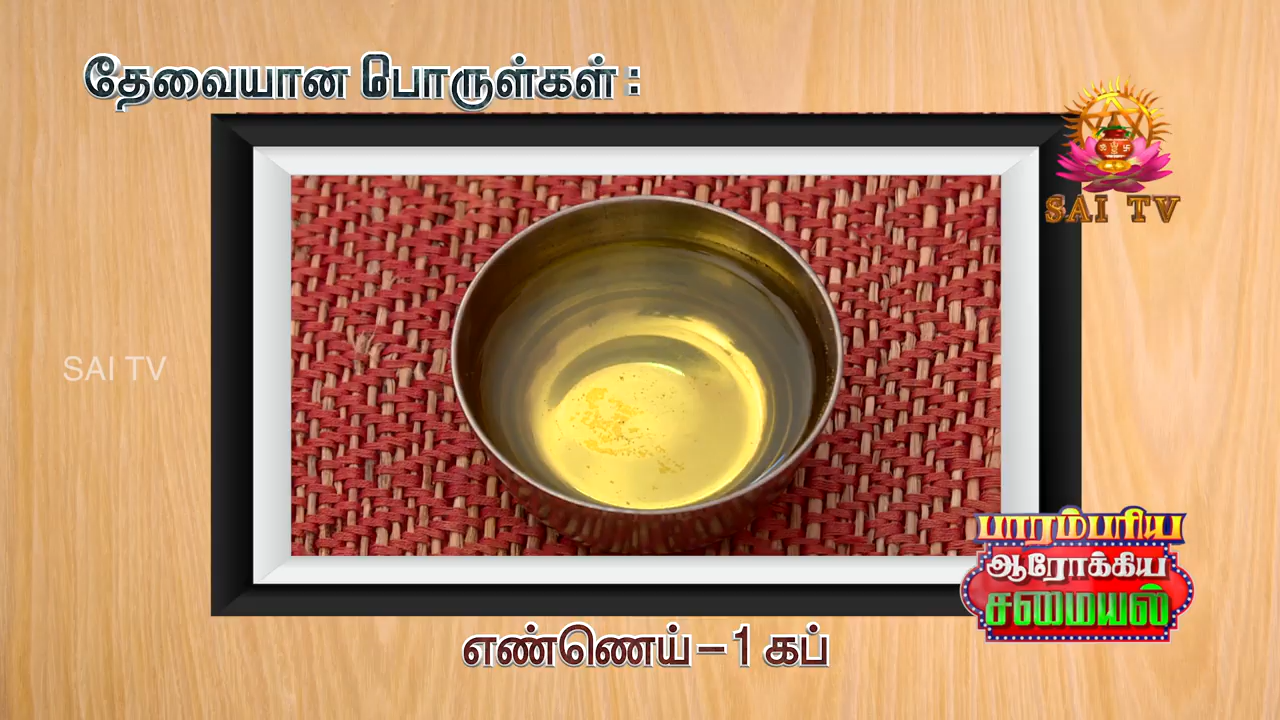 தேவையான பொருள்கள் :
SAI TV
SAI TV
பாரம்பரிய
ஆரோக்கிய
சமையல்
எண்ணெய் – 1 கப்